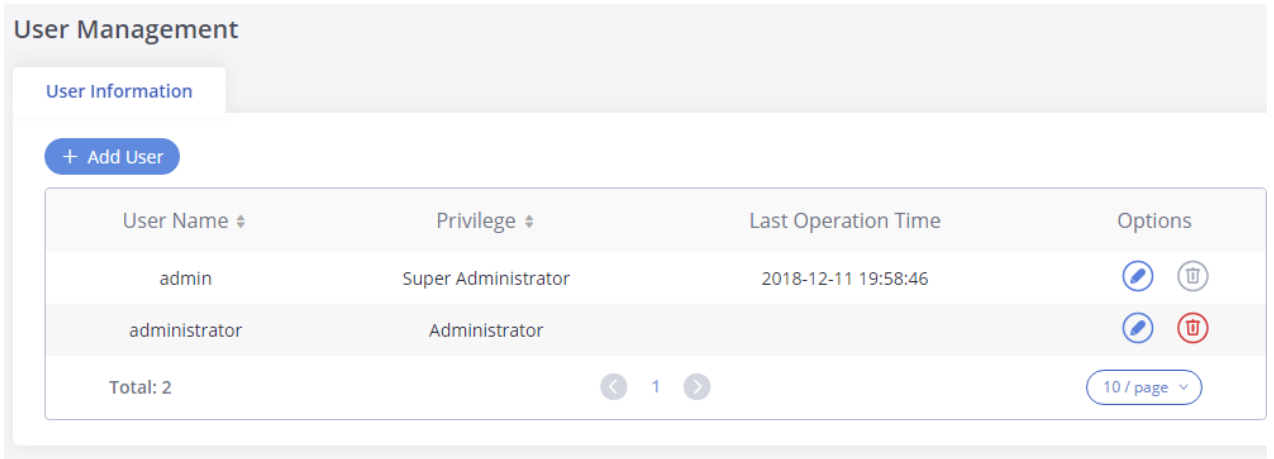 User Management
User Information
+ Add User
User Name Privilege Last Operation Time Options
admin Super Administrator 2018-12-11 19:58:46
administrator Administrator
Total: 2 1 10 / page